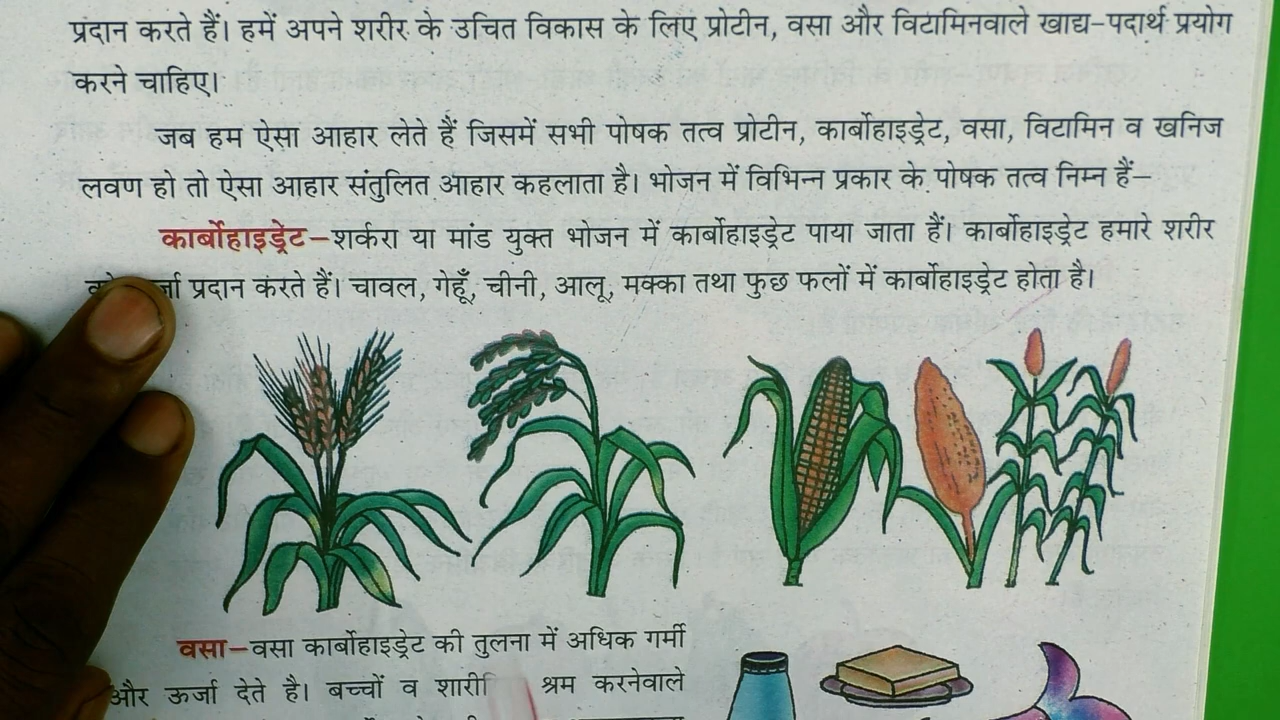 प्रदान करते हैं। हमें अपने शरीर के उचित विकास के लिए प्रोटीन, वसा और विटामिनवाले खाद्य-पदार्थ प्रयोग
करने चाहिए।
जब हम ऐसा आहार लेते हैं जिसमें सभी पोषक तत्व प्रोटीन, कार्बोहाइड्रेट, वसा, विटामिन व खनिज
लवण हो तो ऐसा आहार संतुलित आहार कहलाता है। भोजन में विभिन्न प्रकार के पोषक तत्व निम्न हैं–
कार्बोहाइड्रेट–शर्करा या मांड युक्त भोजन में कार्बोहाइड्रेट पाया जाता हैं। कार्बोहाइड्रेट हमारे शरीर
प्रदान करते हैं। चावल, गेहूँ, चीनी, आलू, मक्का तथा फुछ फलों में कार्बोहाइड्रेट होता है।
वसा–वसा कार्बोहाइड्रेट की तुलना में अधिक गर्मी
और ऊर्जा देते है। बच्चों व श्रम करनेवाले